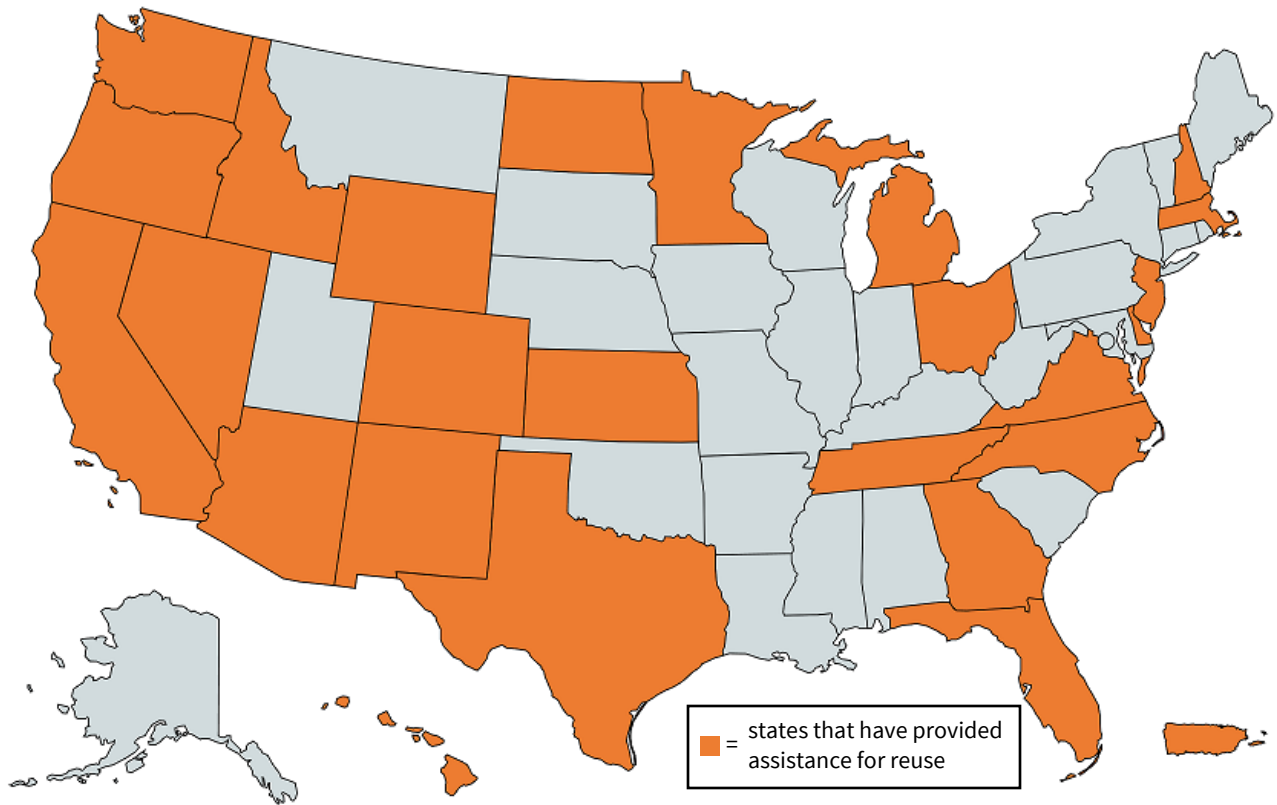 = states that have provided
assistance for reuse